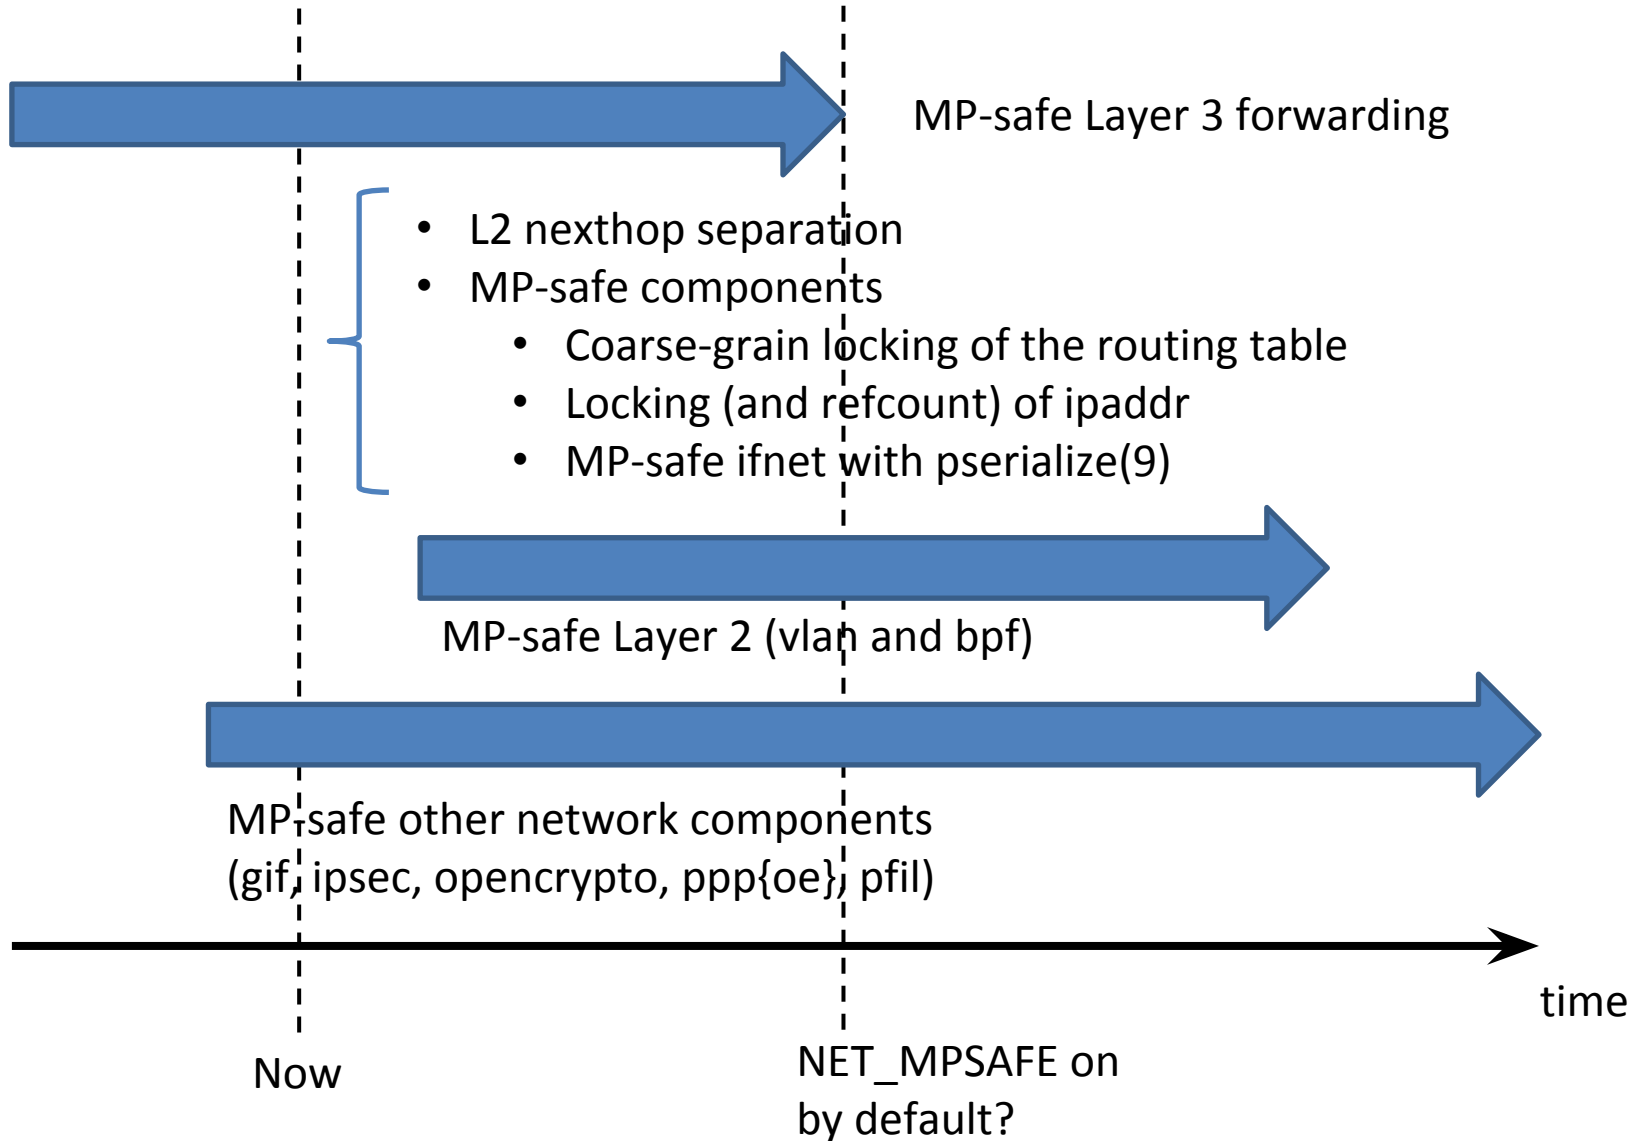 MP-safe Layer 3 forwarding
• L2 nexthop separation
• MP-safe components
• Coarse-grain locking of the routing table
• Locking (and refcount) of ipaddr
• MP-safe ifnet with pserialize(9)
MP-safe Layer 2 (vlan and bpf)
MP-safe other network components
(gif, ipsec, opencrypto, ppp{oe}, pfil)
time
Now
NET_MPSAFE on
by default?